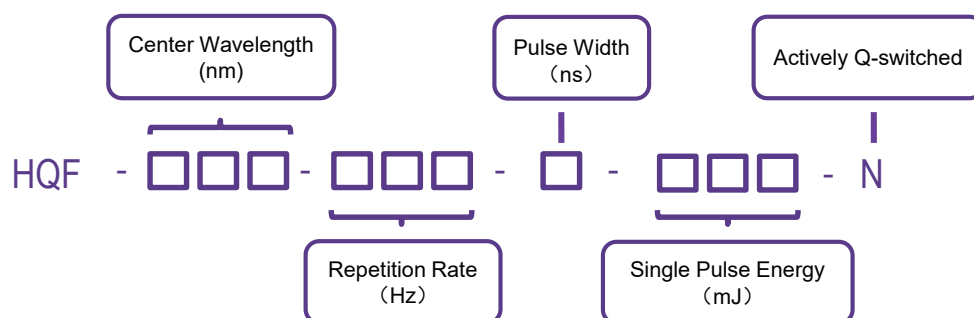 Center Wavelength
(nm)
Pulse Width
（ns）
Actively Q-switched
HQF - □□□ - □□□ - □ - □□□ - N
Repetition Rate
（Hz）
Single Pulse Energy
（mJ）